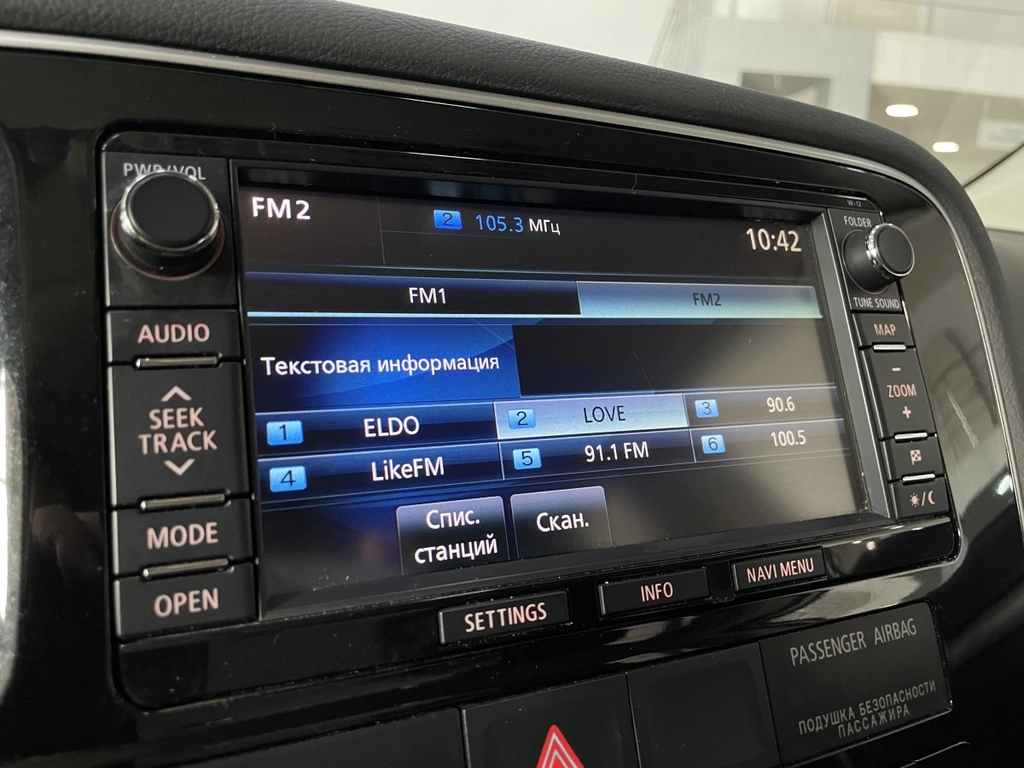 PWR/VOL
W-12
FM2
2 105.3 МГц
10:42
FOLDER
TUNE SOUND
FM1
FM2
AUDIO
MAP
Текстовая информация
SEEK
TRACK
ZOOM
1 ELDO
2 LOVE
3 90.6
4 LikeFM
5 91.1 FM
6 100.5
Спис.
станций
Скан.
MODE
OPEN
SETTINGS
INFO
NAVI MENU
PASSENGER AIRBAG
ПОДУШКА БЕЗОПАСНОСТИ
ПАССАЖИРА